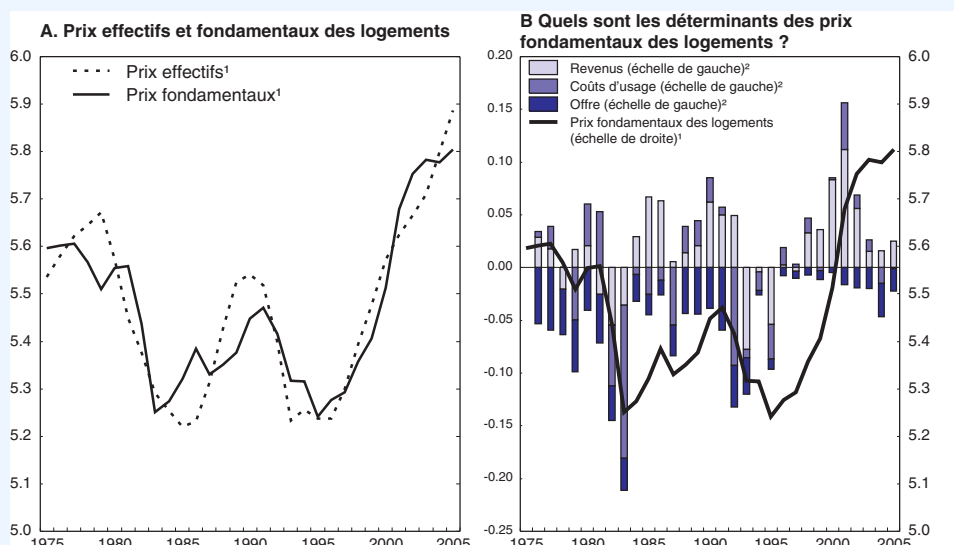 A. Prix effectifs et fondamentaux des logements
6.0
Prix effectifs¹
Prix fondamentaux¹
5.9
5.8
5.7
5.6
5.5
5.4
5.3
5.2
5.1
5.0
1975 1980 1985 1990 1995 2000 2005
B Quels sont les déterminants des prix
fondamentaux des logements ?
0.20 6.0
Revenus (échelle de gauche)²
Coûts d'usage (échelle de gauche)²
Offre (échelle de gauche)²
Prix fondamentaux des logements
(échelle de droite)¹
0.15 5.9
0.10 5.8
5.7
0.05
5.6
0.00
5.5
-0.05
5.4
-0.10
5.3
-0.15
5.2
-0.20 5.1
-0.25 5.0
1975 1980 1985 1990 1995 2000 2005